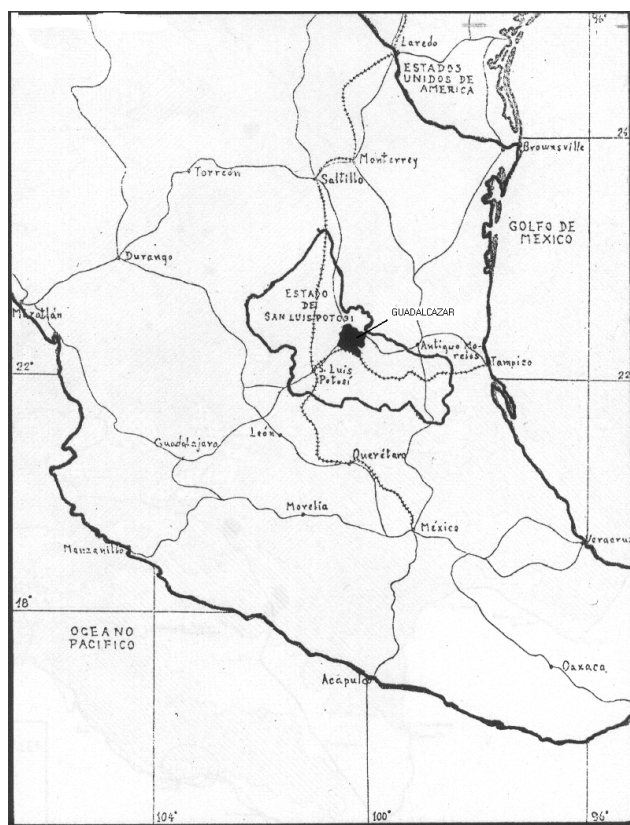 96°
Laredo
ESTADOS
UNIDOS DE
AMERICA
Brownsville
Monterrey
Torreón
Saltillo
GOLFO DE
MEXICO
Durango
ESTADO
DE
SAN LUIS POTOSI
GUADALCAZAR
Mazatlán
Antiguo Mo-
relos
Tampico
22°
22
S. Luis
Potosí
León
Guadalajara
Querétaro
Morelia
México
Veracruz
Manzanillo
18°
OCEANO
PACIFICO
Oaxaca
Acapulco
104°
100°
96°